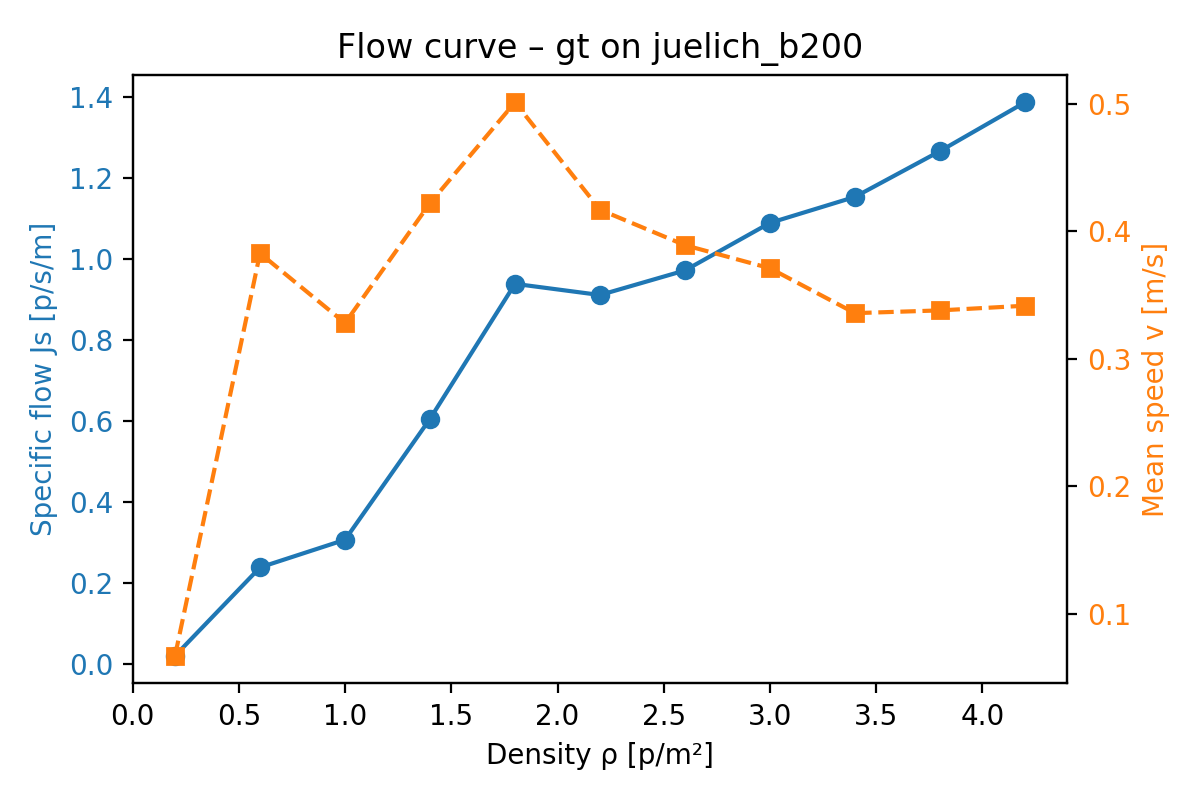 Flow curve – gt on juelich_b200
1.4
1.2
1.0
0.8
0.6
0.4
0.2
0.0
Specific flow Js [p/s/m]
0.5
0.4
0.3
0.2
0.1
Mean speed v [m/s]
0.0 0.5 1.0 1.5 2.0 2.5 3.0 3.5 4.0
Density ρ [p/m²]